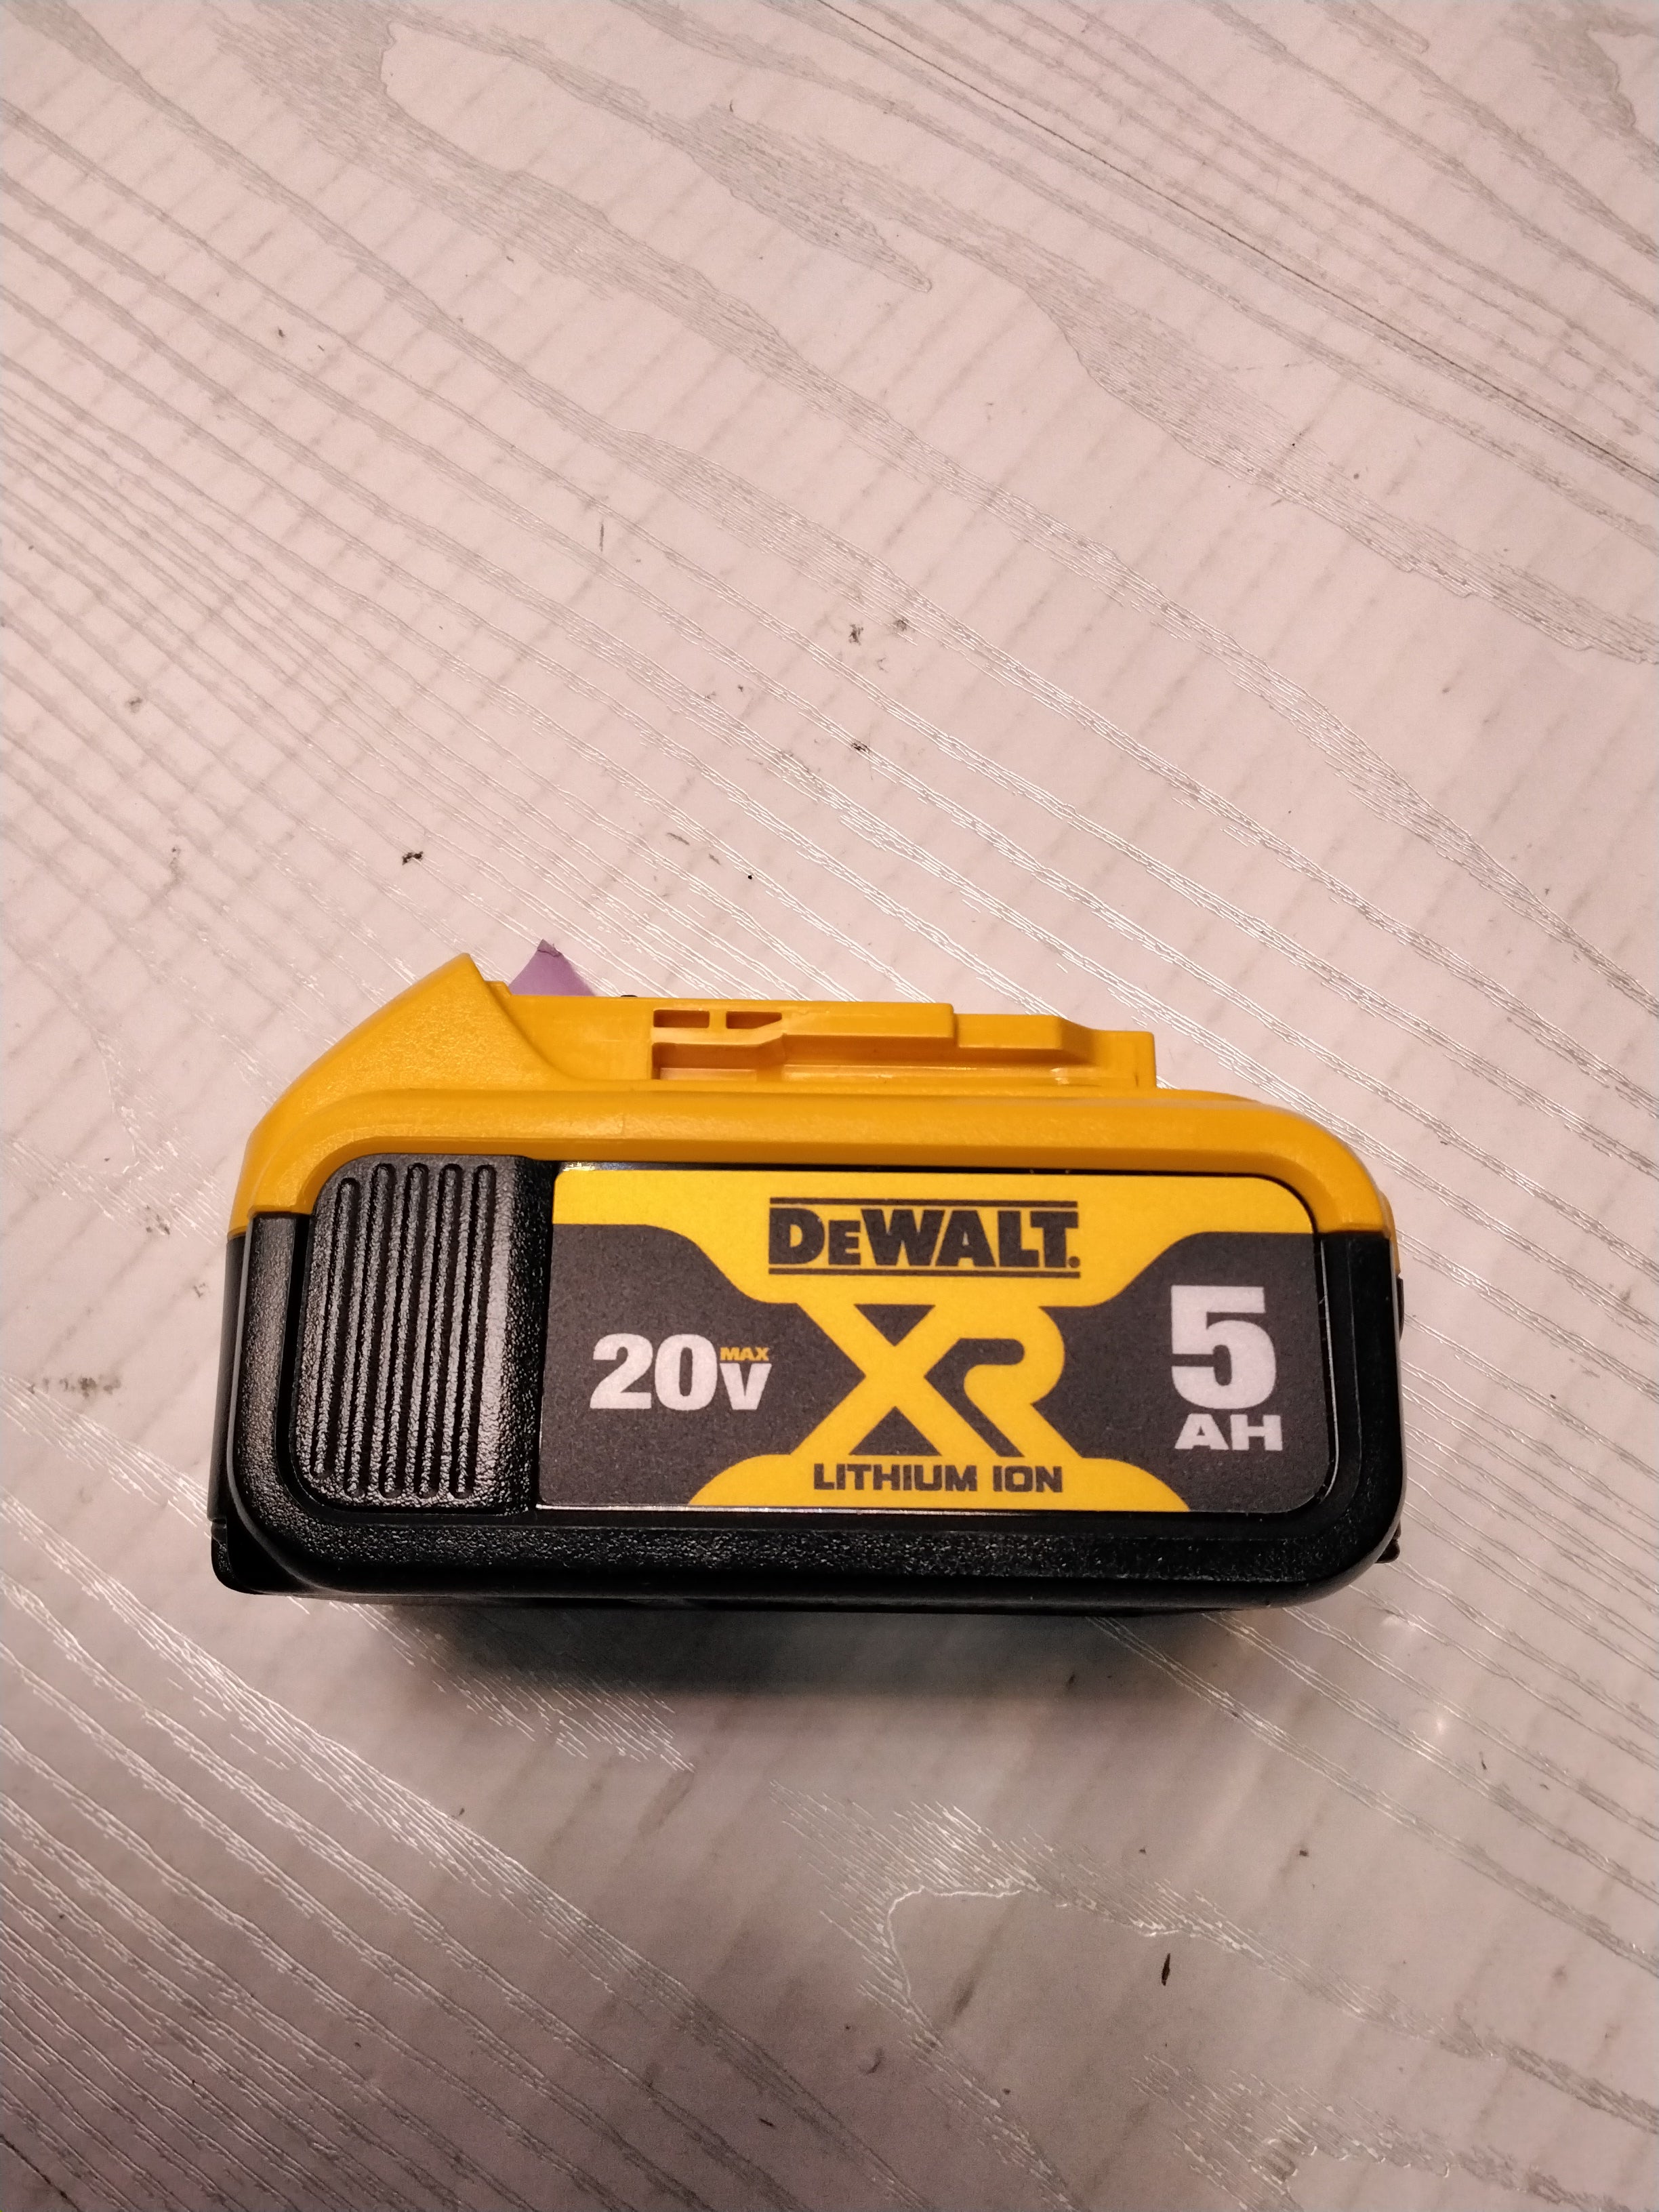 DEWALT.
XR
20V MAX
5
AH
LITHIUM ION